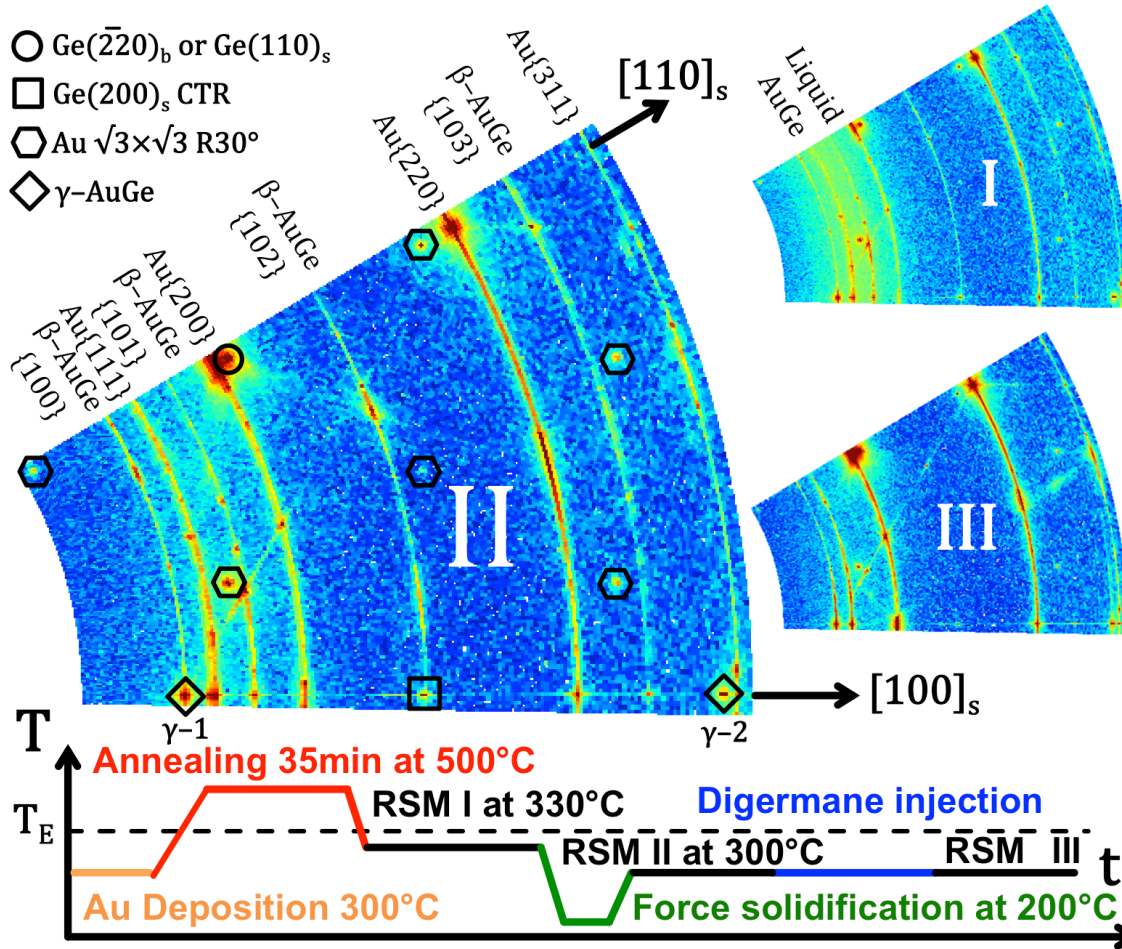 Ge(2̄20)b or Ge(110)s
Ge(200)s CTR
Au √3×√3 R30°
γ−AuGe
β−AuGe
{100}
Au{111}
β−AuGe
{101}
Au{200}
β−AuGe
{102}
Au{220}
β−AuGe
{103}
Au{311}
[110]s
II
[100]s
γ−1
γ−2
Liquid
AuGe
I
III
T
TE
Annealing 35min at 500°C
RSM I at 330°C
Digermane injection
RSM II at 300°C
RSM III
t
Au Deposition 300°C
Force solidification at 200°C